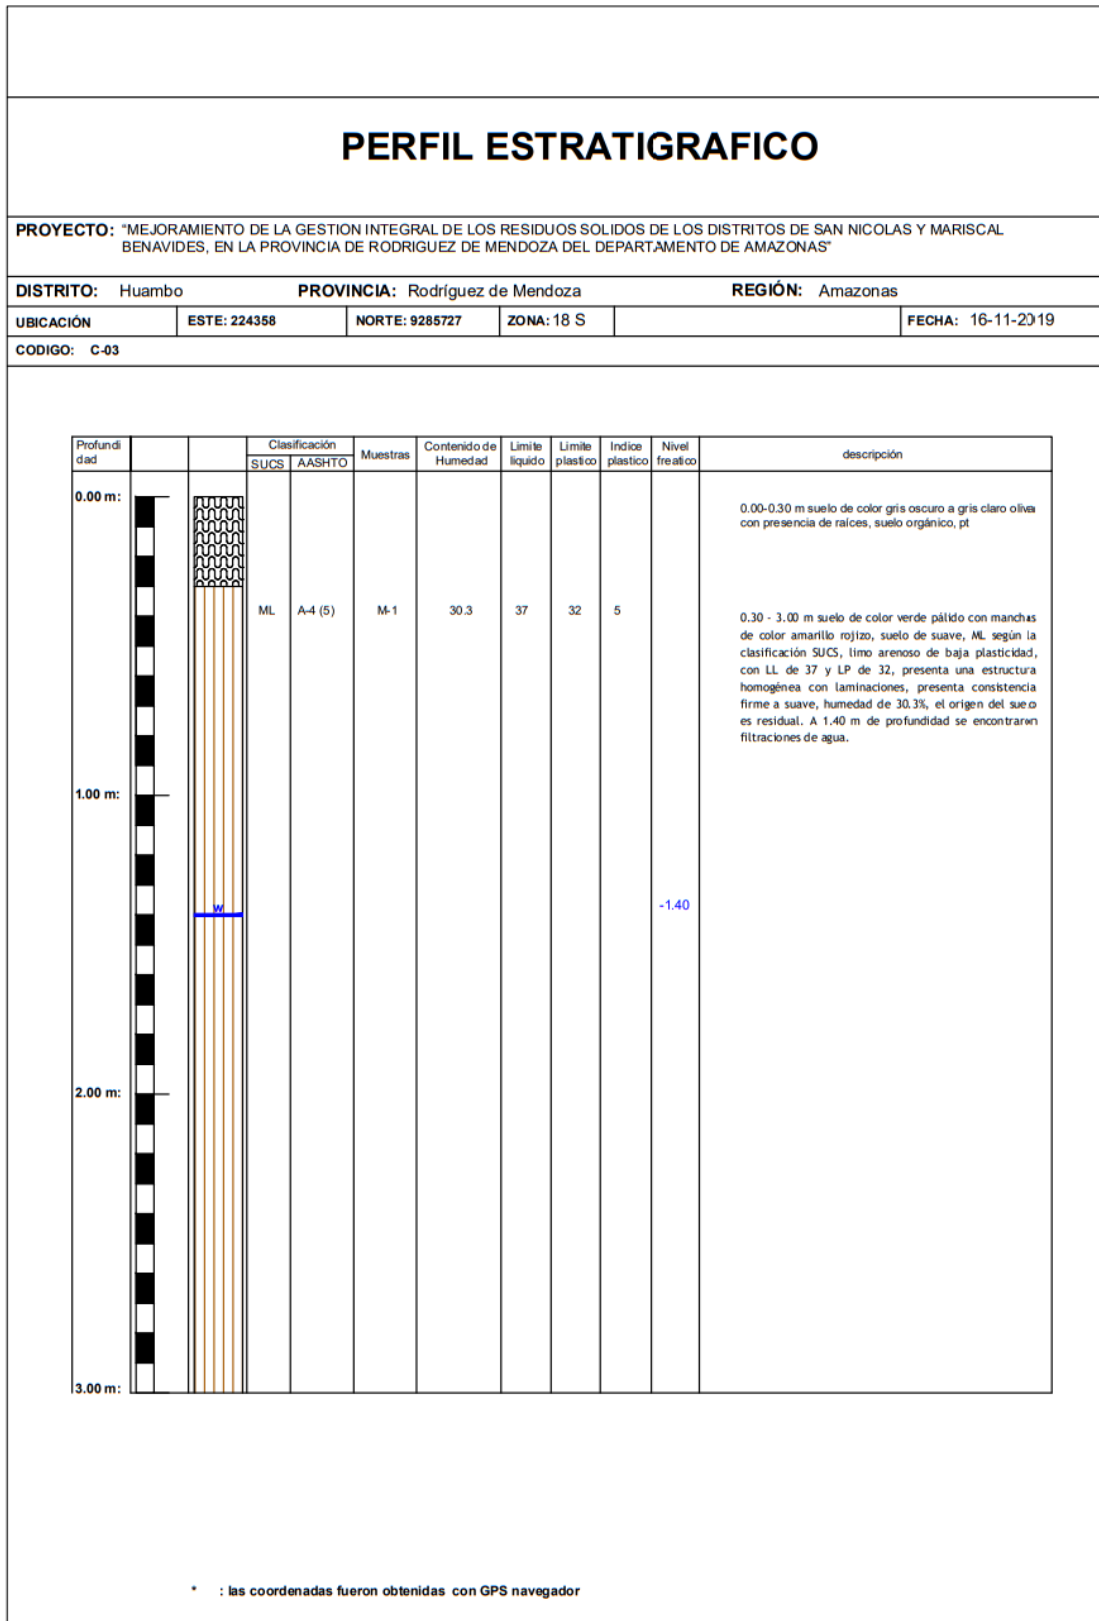 PERFIL ESTRATIGRAFICO
PROYECTO: "MEJORAMIENTO DE LA GESTION INTEGRAL DE LOS RESIDUOS SOLIDOS DE LOS DISTRITOS DE SAN NICOLAS Y MARISCAL
BENAVIDES, EN LA PROVINCIA DE RODRIGUEZ DE MENDOZA DEL DEPARTAMENTO DE AMAZONAS"
DISTRITO: Huambo PROVINCIA: Rodríguez de Mendoza REGIÓN: Amazonas
UBICACIÓN ESTE: 224358 NORTE: 9285727 ZONA: 18 S FECHA: 16-11-2019
CODIGO: C-03
Profundi
dad
Clasificación
SUCS AASHTO
Muestras
Contenido de
Humedad
Limite
liquido
Limite
plastico
Indice
plastico
Nivel
freatico
descripción
0.00 m:
0.00-0.30 m suelo de color gris oscuro a gris claro oliva
con presencia de raíces, suelo orgánico, pt
ML A-4 (5) M-1 30.3 37 32 5
0.30 - 3.00 m suelo de color verde pálido con manchas
de color amarillo rojizo, suelo de suave, ML según la
clasificación SUCS, limo arenoso de baja plasticidad,
con LL de 37 y LP de 32, presenta una estructura
homogénea con laminaciones, presenta consistencia
firme a suave, humedad de 30.3%, el origen del suelo
es residual. A 1.40 m de profundidad se encontraron
filtraciones de agua.
1.00 m:
W
-1.40
2.00 m:
3.00 m:
* : las coordenadas fueron obtenidas con GPS navegador